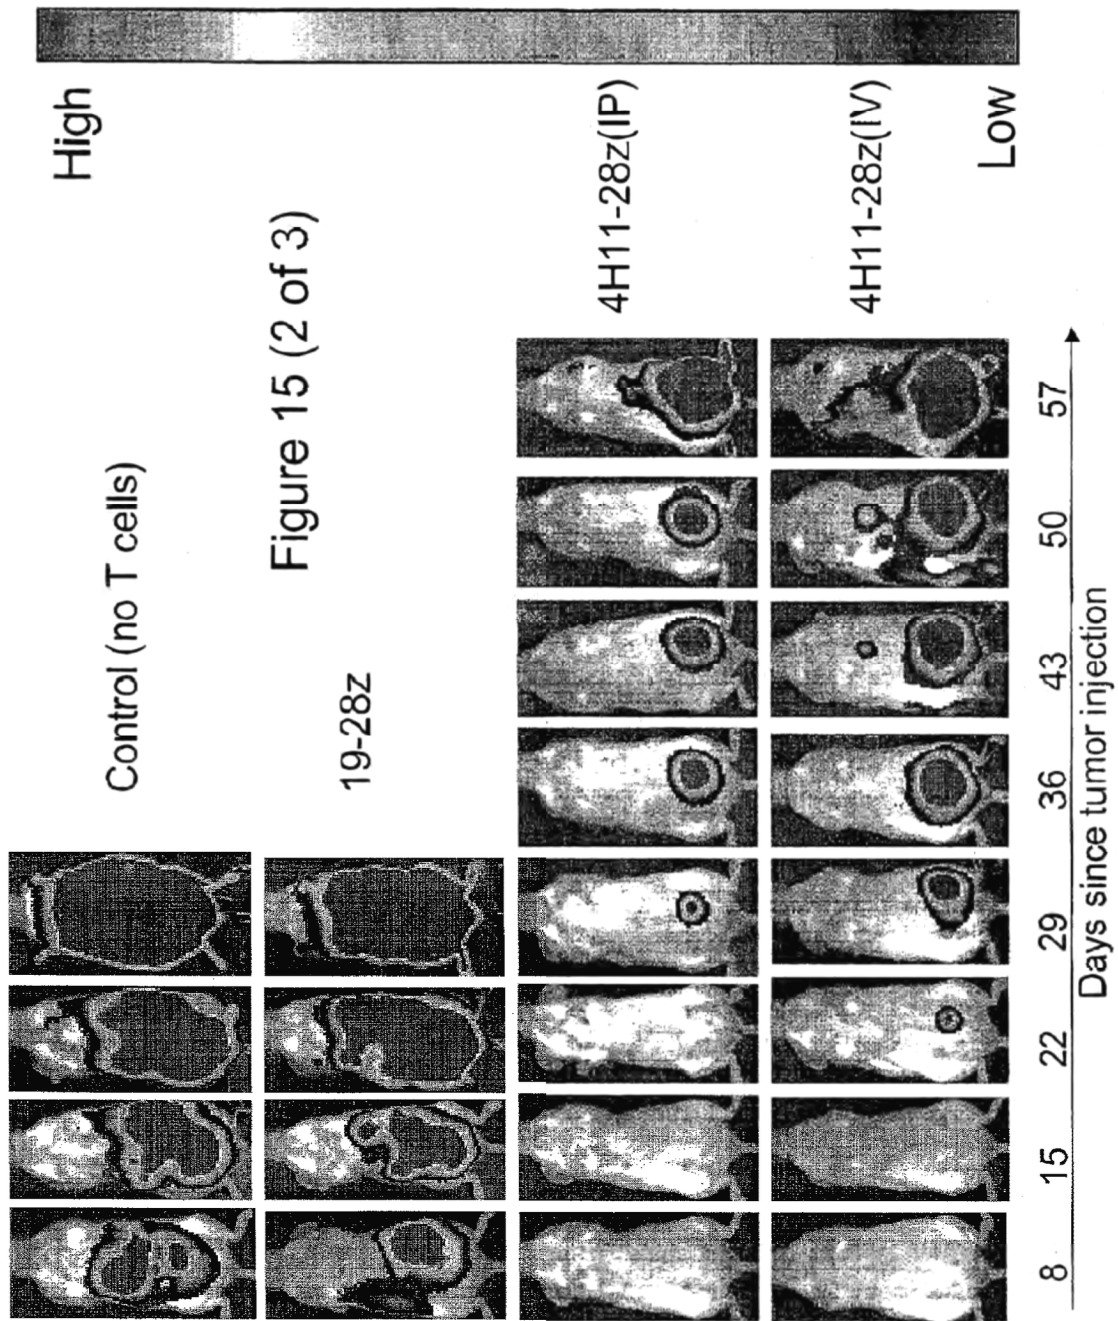 High
Low
Figure 15 (2 of 3)
Control (no T cells)
19-28z
4H11-28z(IP)
4H11-28z(IV)
8 15 22 29 36 43 50 57
Days since tumor injection